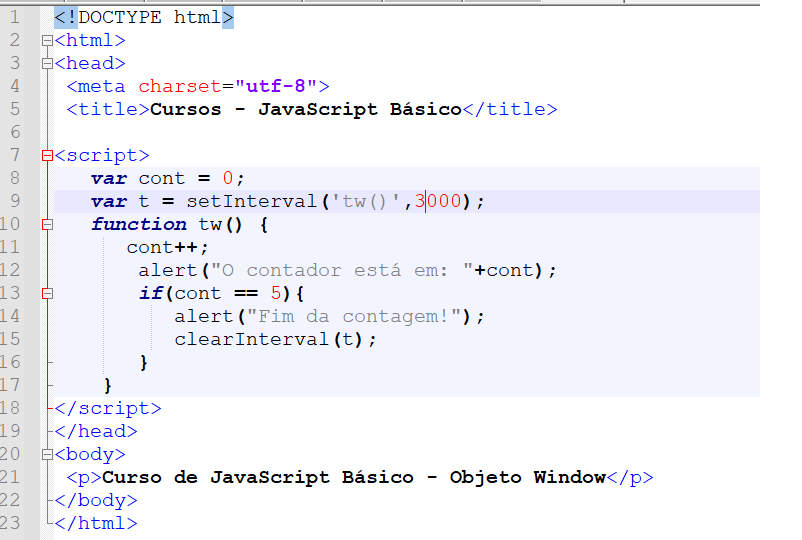 1 <!DOCTYPE html>
2 <html>
3 <head>
4 <meta charset="utf-8">
5 <title>Cursos - JavaScript Básico</title>
6
7 <script>
8 var cont = 0;
9 var t = setInterval('tw()',3000);
10 function tw() {
11 cont++;
12 alert("O contador está em: "+cont);
13 if(cont == 5){
14 alert("Fim da contagem!");
15 clearInterval(t);
16 }
17 }
18 </script>
19 </head>
20 <body>
21 <p>Curso de JavaScript Básico - Objeto Window</p>
22 </body>
23 </html>